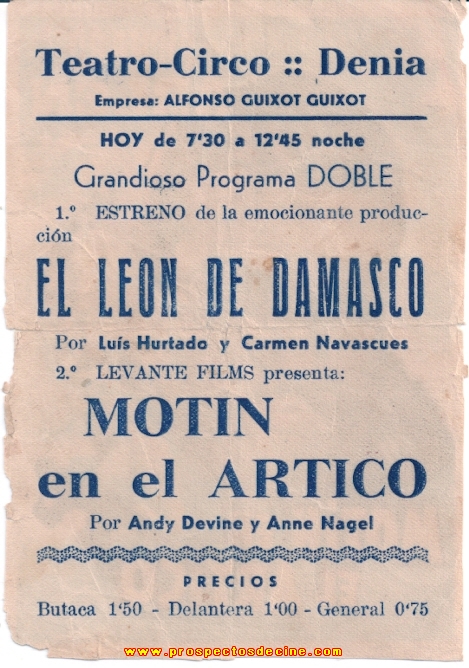 Teatro-Circo :: Denia
Empresa: ALFONSO GUIXOT GUIXOT
HOY de 7'30 a 12'45 noche
Grandioso Programa DOBLE
1.º ESTRENO de la emocionante produc-
ción
EL LEON DE DAMASCO
Por Luís Hurtado y Carmen Navascues
2.º LEVANTE FILMS presenta:
MOTIN
en el ARTICO
Por Andy Devine y Anne Nagel
PRECIOS
Butaca 1'50 - Delantera 1'00 - General 0'75
www.prospectosdecine.com